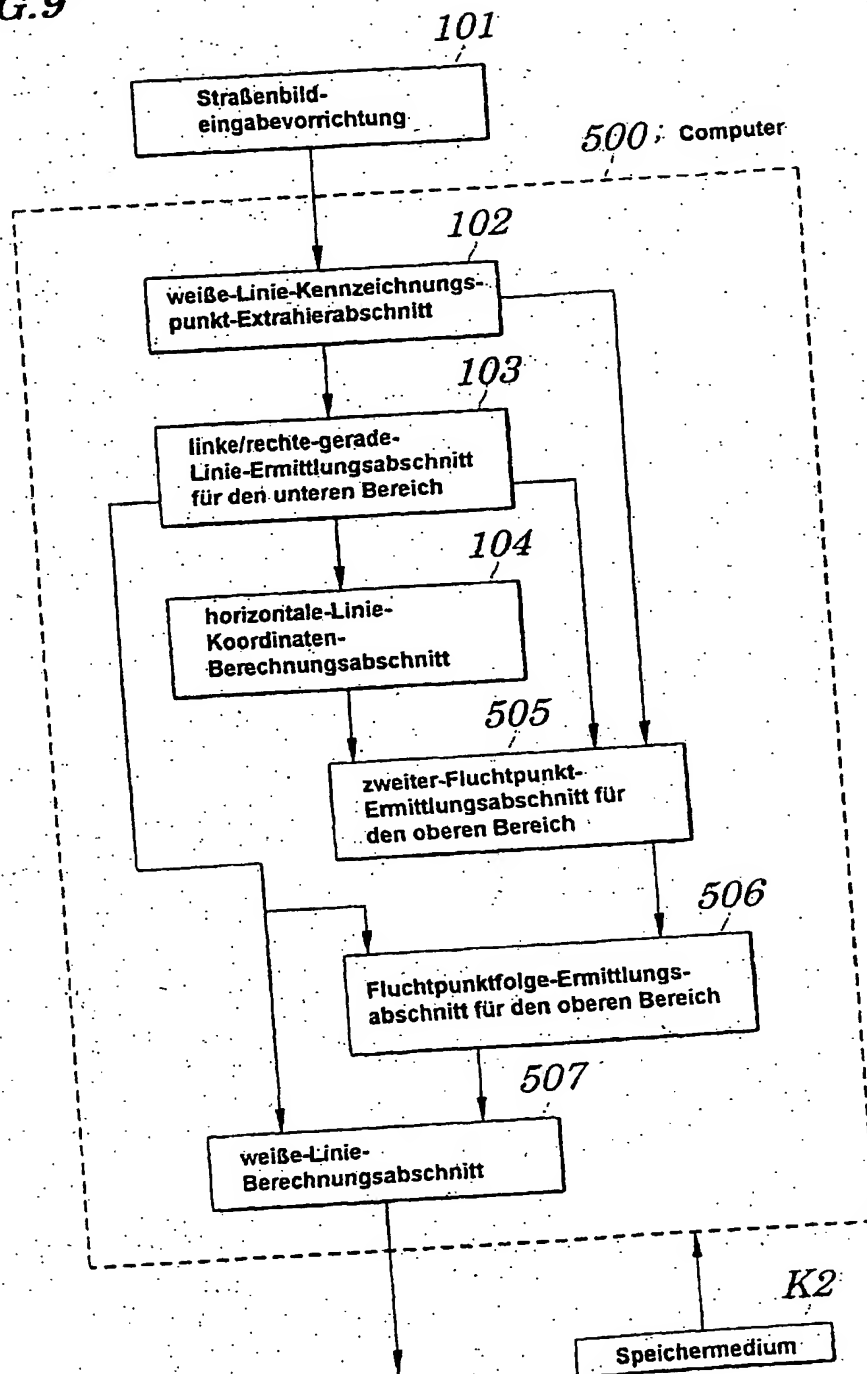 G.9
101
Straßenbild-
eingabevorrichtung
500; Computer
102
weiße-Linie-Kennzeichnungs-
punkt-Extrahierabschnitt
103
linke/rechte-gerade-
Linie-Ermittlungsabschnitt
für den unteren Bereich
104
horizontale-Linie-
Koordinaten-
Berechnungsabschnitt
505
zweiter-Fluchtpunkt-
Ermittlungsabschnitt für
den oberen Bereich
506
Fluchtpunktfolge-Ermittlungs-
abschnitt für den oberen Bereich
507
weiße-Linie-
Berechnungsabschnitt
K2
Speichermedium